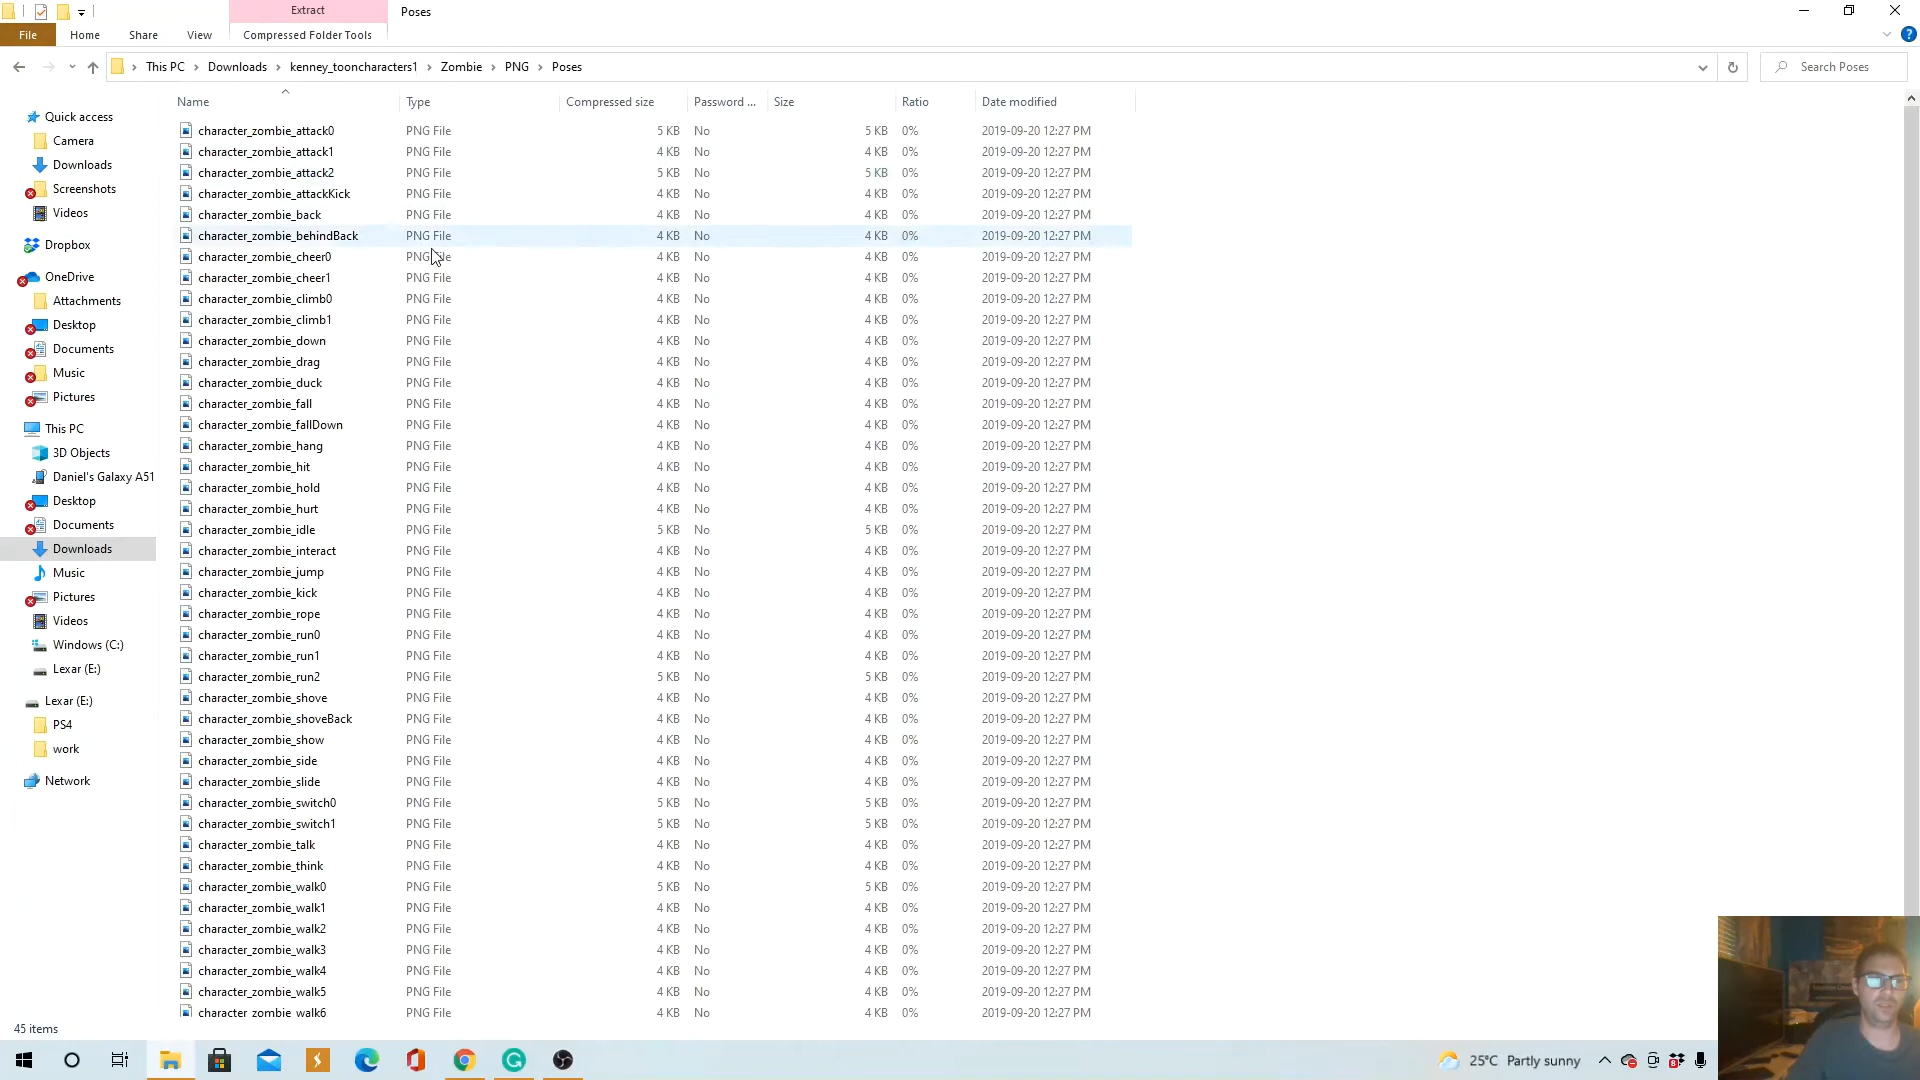 Extract
Poses
File
Home
Share
View
Compressed Folder Tools
This PC
Downloads
kenney_tooncharacters1
Zombie
PNG
Poses
Search Poses
Name
Type
Compressed size
Password ...
Size
Ratio
Date modified
Quick access
Camera
Downloads
Screenshots
Videos
Dropbox
OneDrive
Attachments
Desktop
Documents
Music
Pictures
This PC
3D Objects
Daniel's Galaxy A51
Desktop
Documents
Downloads
Music
Pictures
Videos
Windows (C:)
Lexar (E:)
Lexar (E:)
PS4
work
Network
character_zombie_attack0 PNG File 5 KB No 5 KB 0% 2019-09-20 12:27 PM
character_zombie_attack1 PNG File 4 KB No 4 KB 0% 2019-09-20 12:27 PM
character_zombie_attack2 PNG File 5 KB No 5 KB 0% 2019-09-20 12:27 PM
character_zombie_attackKick PNG File 4 KB No 4 KB 0% 2019-09-20 12:27 PM
character_zombie_back PNG File 4 KB No 4 KB 0% 2019-09-20 12:27 PM
character_zombie_behindBack PNG File 4 KB No 4 KB 0% 2019-09-20 12:27 PM
character_zombie_cheer0 PNG File 4 KB No 4 KB 0% 2019-09-20 12:27 PM
character_zombie_cheer1 PNG File 4 KB No 4 KB 0% 2019-09-20 12:27 PM
character_zombie_climb0 PNG File 4 KB No 4 KB 0% 2019-09-20 12:27 PM
character_zombie_climb1 PNG File 4 KB No 4 KB 0% 2019-09-20 12:27 PM
character_zombie_down PNG File 4 KB No 4 KB 0% 2019-09-20 12:27 PM
character_zombie_drag PNG File 4 KB No 4 KB 0% 2019-09-20 12:27 PM
character_zombie_duck PNG File 4 KB No 4 KB 0% 2019-09-20 12:27 PM
character_zombie_fall PNG File 4 KB No 4 KB 0% 2019-09-20 12:27 PM
character_zombie_fallDown PNG File 4 KB No 4 KB 0% 2019-09-20 12:27 PM
character_zombie_hang PNG File 4 KB No 4 KB 0% 2019-09-20 12:27 PM
character_zombie_hit PNG File 4 KB No 4 KB 0% 2019-09-20 12:27 PM
character_zombie_hold PNG File 4 KB No 4 KB 0% 2019-09-20 12:27 PM
character_zombie_hurt PNG File 4 KB No 4 KB 0% 2019-09-20 12:27 PM
character_zombie_idle PNG File 5 KB No 5 KB 0% 2019-09-20 12:27 PM
character_zombie_interact PNG File 4 KB No 4 KB 0% 2019-09-20 12:27 PM
character_zombie_jump PNG File 4 KB No 4 KB 0% 2019-09-20 12:27 PM
character_zombie_kick PNG File 4 KB No 4 KB 0% 2019-09-20 12:27 PM
character_zombie_rope PNG File 4 KB No 4 KB 0% 2019-09-20 12:27 PM
character_zombie_run0 PNG File 4 KB No 4 KB 0% 2019-09-20 12:27 PM
character_zombie_run1 PNG File 4 KB No 4 KB 0% 2019-09-20 12:27 PM
character_zombie_run2 PNG File 5 KB No 5 KB 0% 2019-09-20 12:27 PM
character_zombie_shove PNG File 4 KB No 4 KB 0% 2019-09-20 12:27 PM
character_zombie_shoveBack PNG File 4 KB No 4 KB 0% 2019-09-20 12:27 PM
character_zombie_show PNG File 4 KB No 4 KB 0% 2019-09-20 12:27 PM
character_zombie_side PNG File 4 KB No 4 KB 0% 2019-09-20 12:27 PM
character_zombie_slide PNG File 4 KB No 4 KB 0% 2019-09-20 12:27 PM
character_zombie_switch0 PNG File 5 KB No 5 KB 0% 2019-09-20 12:27 PM
character_zombie_switch1 PNG File 5 KB No 5 KB 0% 2019-09-20 12:27 PM
character_zombie_talk PNG File 4 KB No 4 KB 0% 2019-09-20 12:27 PM
character_zombie_think PNG File 4 KB No 4 KB 0% 2019-09-20 12:27 PM
character_zombie_walk0 PNG File 5 KB No 5 KB 0% 2019-09-20 12:27 PM
character_zombie_walk1 PNG File 4 KB No 4 KB 0% 2019-09-20 12:27 PM
character_zombie_walk2 PNG File 4 KB No 4 KB 0% 2019-09-20 12:27 PM
character_zombie_walk3 PNG File 4 KB No 4 KB 0% 2019-09-20 12:27 PM
character_zombie_walk4 PNG File 4 KB No 4 KB 0% 2019-09-20 12:27 PM
character_zombie_walk5 PNG File 4 KB No 4 KB 0% 2019-09-20 12:27 PM
character_zombie_walk6 PNG File 4 KB No 4 KB 0% 2019-09-20 12:27 PM
45 items
25°C Partly sunny